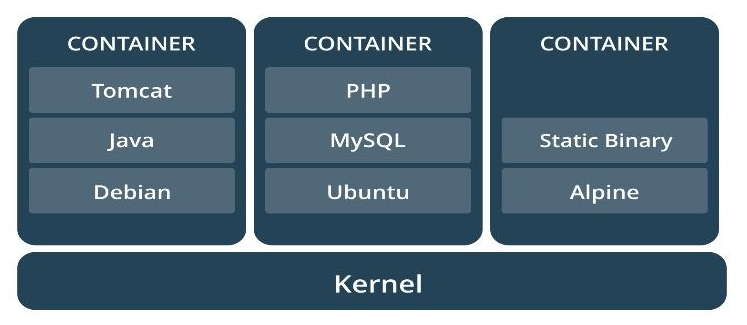 CONTAINER
Tomcat
Java
Debian
CONTAINER
PHP
MySQL
Ubuntu
CONTAINER
Static Binary
Alpine
Kernel